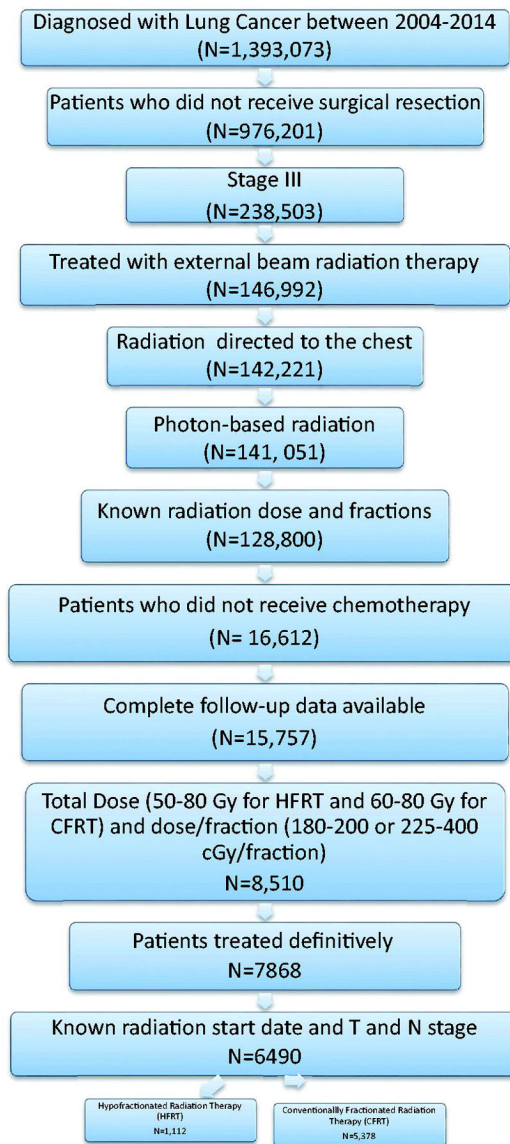 Diagnosed with Lung Cancer between 2004-2014
(N=1,393,073)
Patients who did not receive surgical resection
(N=976,201)
Stage III
(N=238,503)
Treated with external beam radiation therapy
(N=146,992)
Radiation directed to the chest
(N=142,221)
Photon-based radiation
(N=141, 051)
Known radiation dose and fractions
(N=128,800)
Patients who did not receive chemotherapy
(N= 16,612)
Complete follow-up data available
(N=15,757)
Total Dose (50-80 Gy for HFRT and 60-80 Gy for
CFRT) and dose/fraction (180-200 or 225-400
cGy/fraction)
N=8,510
Patients treated definitively
N=7868
Known radiation start date and T and N stage
N=6490
Hypofractionated Radiation Therapy
(HFRT)
N=1,112
Conventionallly Fractionated Radiation
Therapy (CFRT)
N=5,378